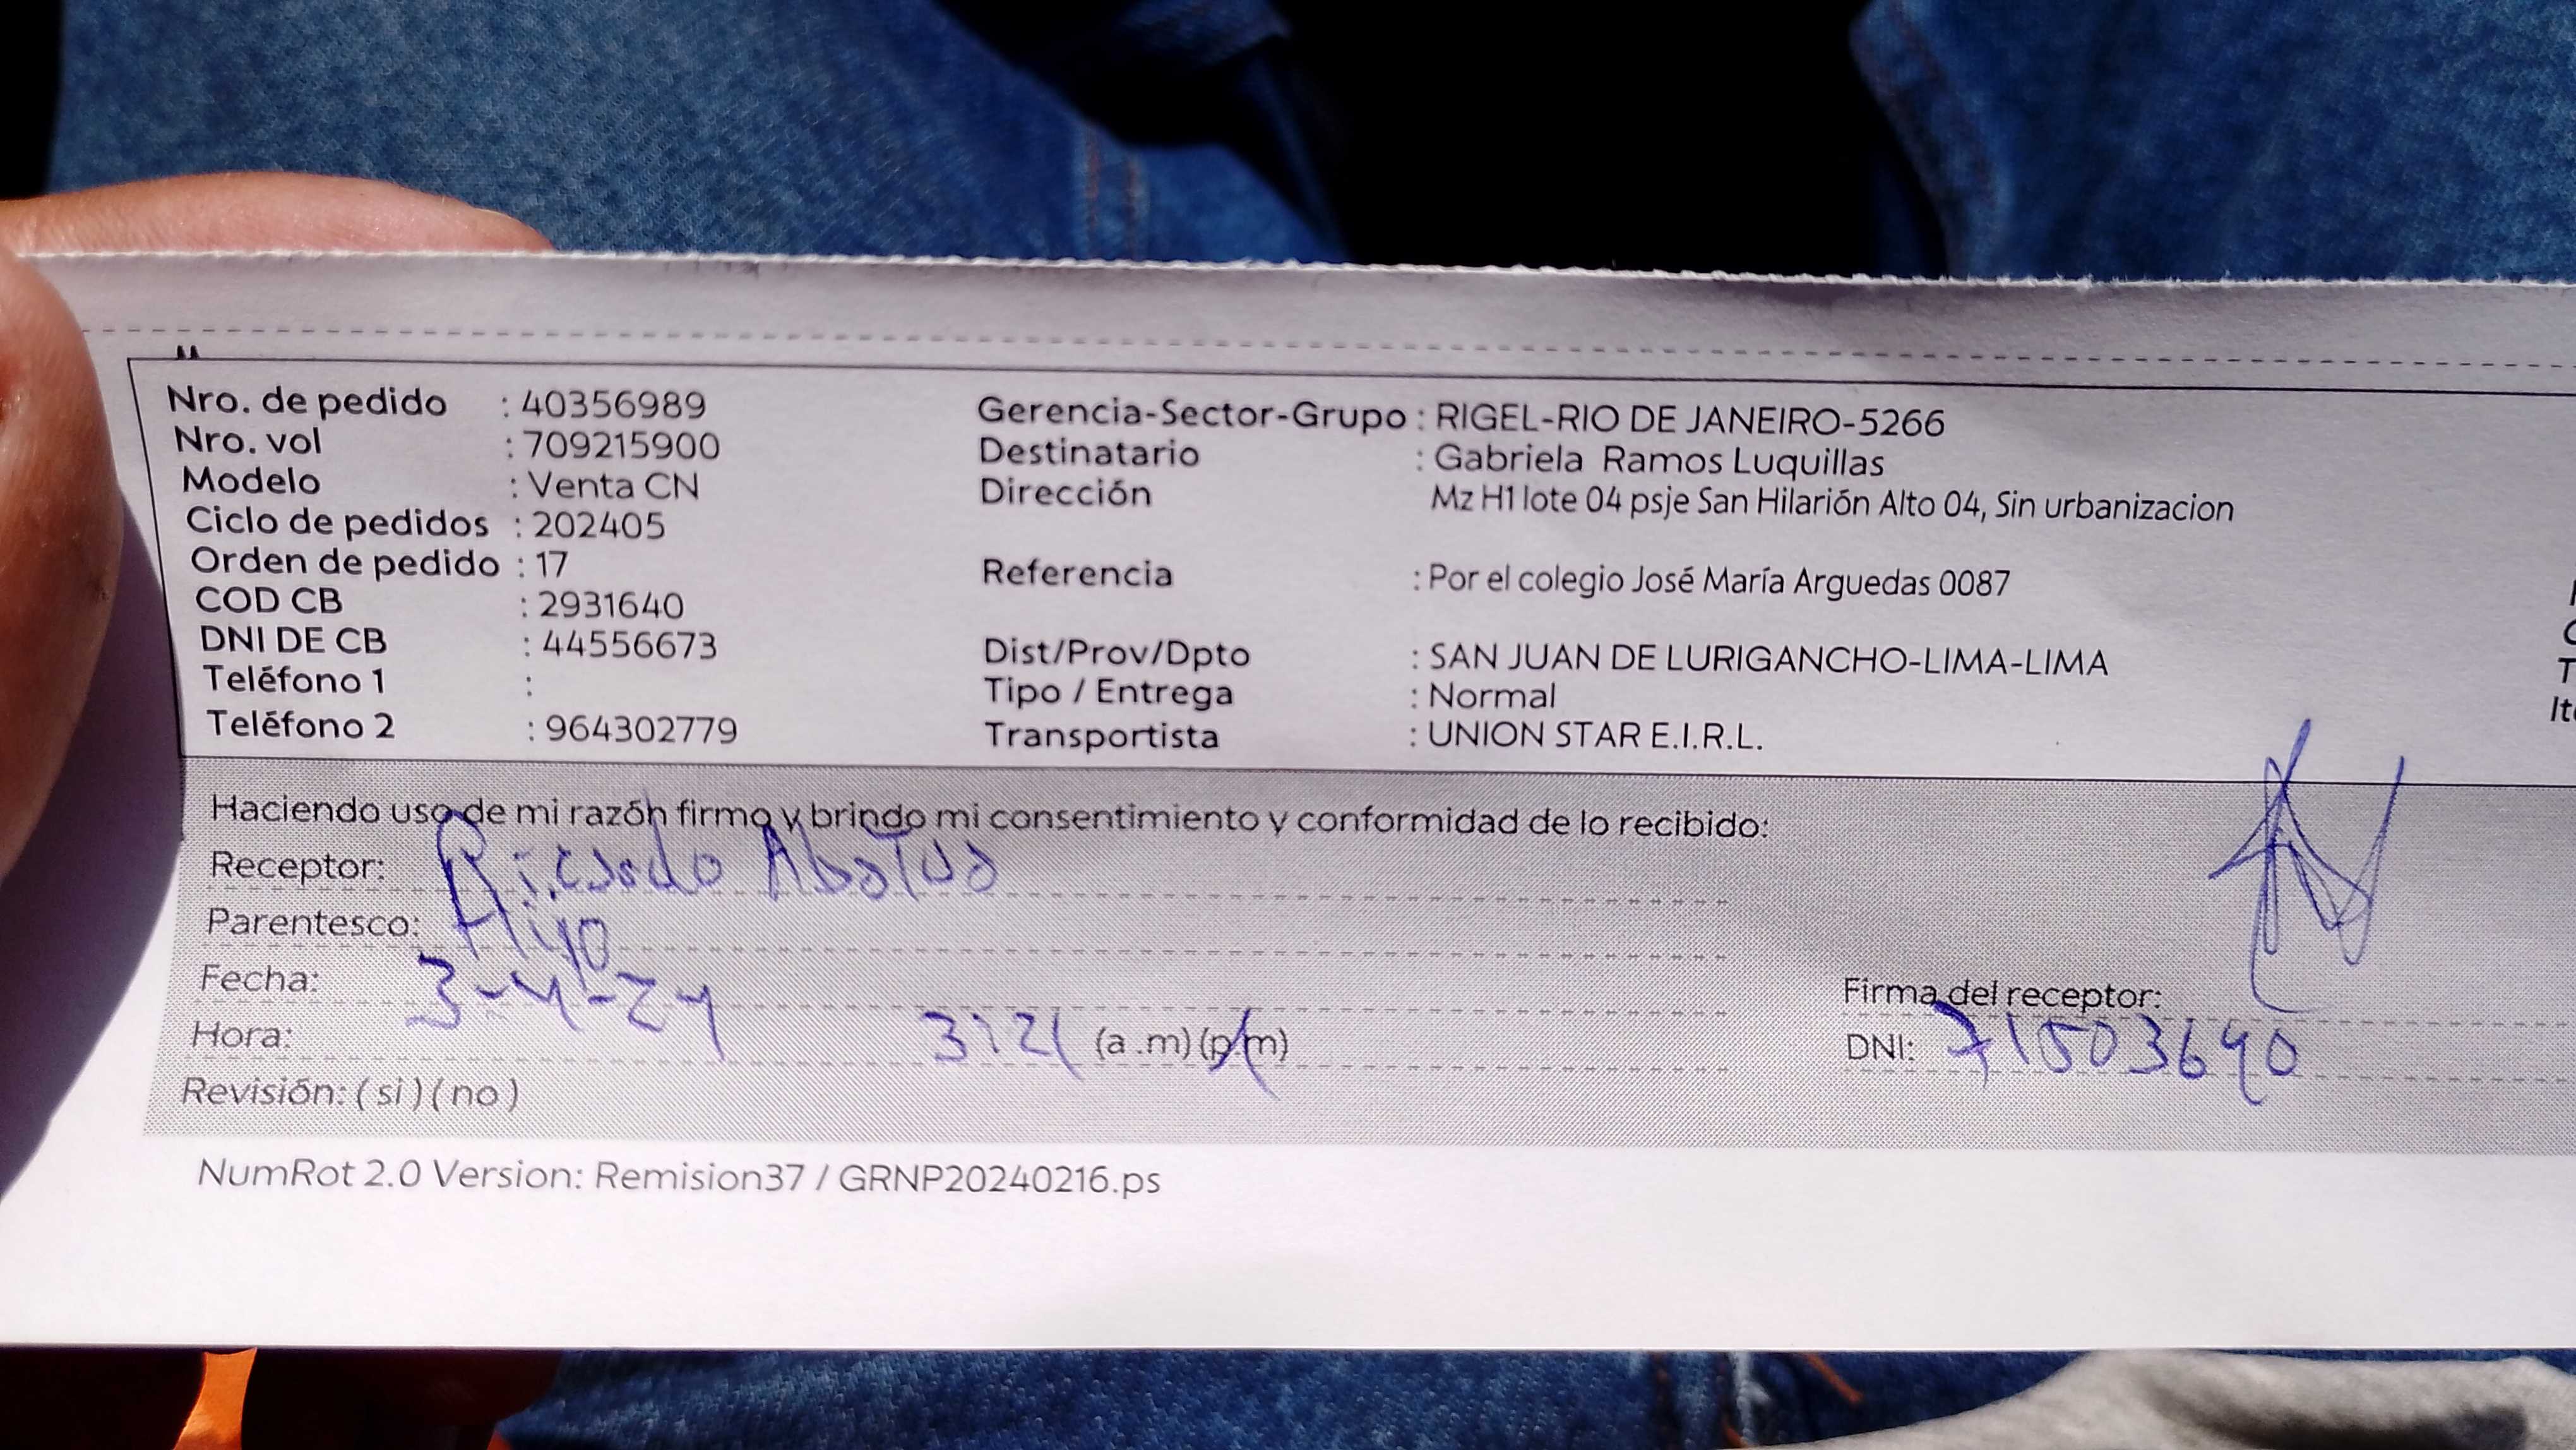 Nro. de pedido : 40356989
Nro. vol : 709215900
Modelo : Venta CN
Ciclo de pedidos : 202405
Orden de pedido : 17
COD CB : 2931640
DNI DE CB : 44556673
Teléfono 1 :
Teléfono 2 : 964302779
Gerencia-Sector-Grupo : RIGEL-RIO DE JANEIRO-5266
Destinatario : Gabriela Ramos Luquillas
Dirección Mz H1 lote 04 psje San Hilarión Alto 04, Sin urbanizacion
Referencia : Por el colegio José María Arguedas 0087
Dist/Prov/Dpto : SAN JUAN DE LURIGANCHO-LIMA-LIMA
Tipo / Entrega : Normal
Transportista : UNION STAR E.I.R.L.
Haciendo uso de mi razón firmo y brindo mi consentimiento y conformidad de lo recibido:
Receptor: Ricardo
Parentesco: Hijo
Fecha: 3-4-24
Hora: (a .m) (p.m)
Revisión: ( si ) ( no )
Firma del receptor:
DNI: 71503690
NumRot 2.0 Version: Remision37 / GRNP20240216.ps